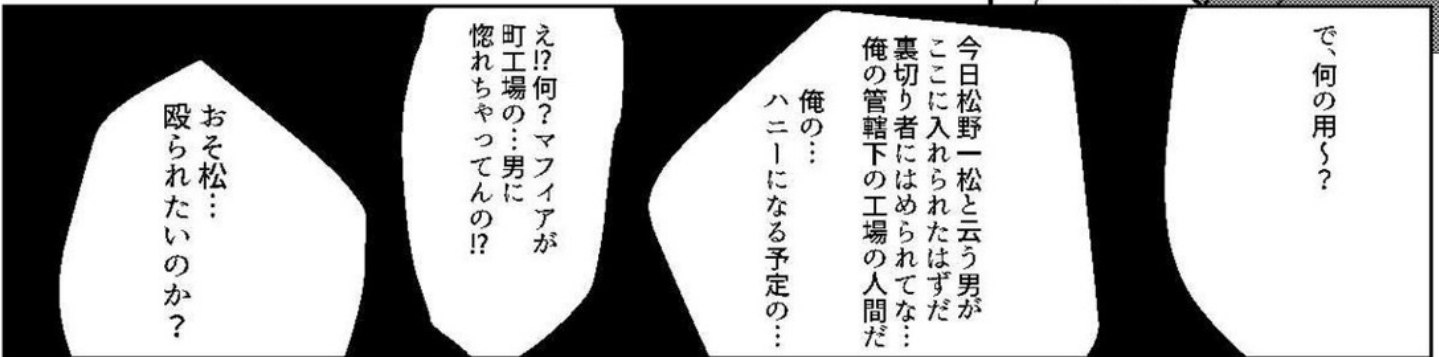 で、何の用〜?
今日松野一松と云う男が
ここに入れられたはずだ
裏切り者にはめられてな…
俺の管轄下の工場の人間だ
俺の…
ハニーになる予定の…
え!?何?マフィアが
町工場の…男に
惚れちゃってんの!?
おそ松…
殴られたいのか?